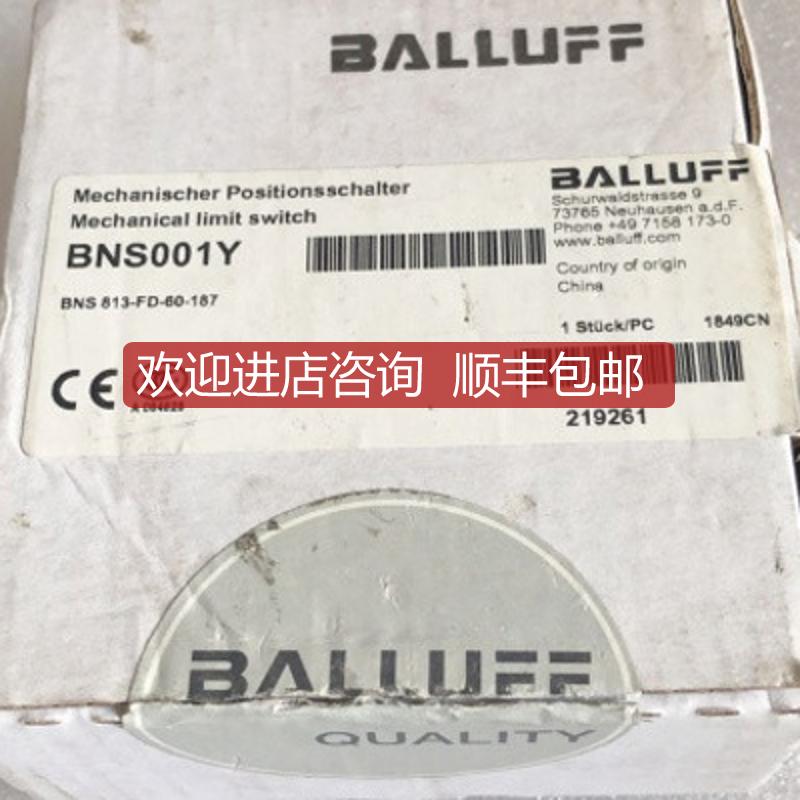 BALLUFF
Mechanischer Positionsschalter
Mechanical limit switch
BNS001Y
BNS 813-FD-60-187
BALLUFF
Schurwaldstrasse 9
73765 Neuhausen a.d.F.
Phone +49 7158 173-0
www.balluff.com
Country of origin
China
1 Stück/PC 1849CN
CE
欢迎进店咨询 顺丰包邮
219261
BALLUFF
QUALITY